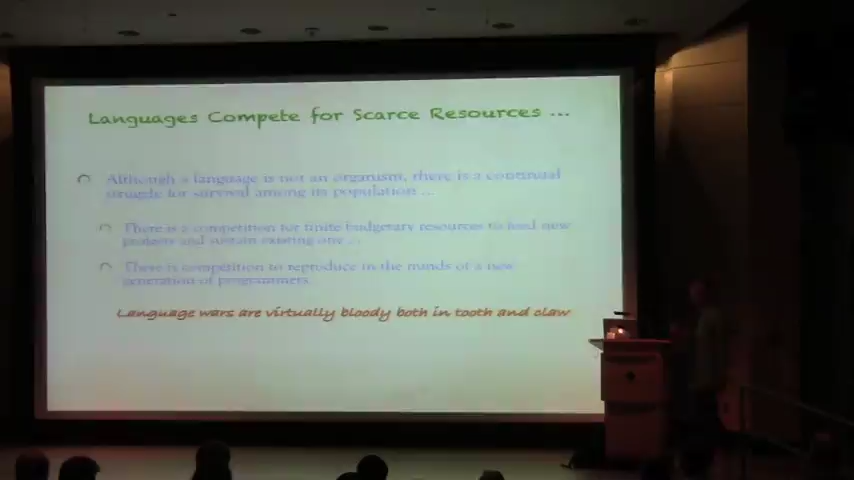 Languages Compete for Scarce Resources ...
Although a language is not an organism, there is a continual
struggle for survival among its population ...
There is a competition for finite budgetary resources to feed new
projects and sustain existing one ...
There is competition to reproduce in the minds of a new
generation of programmers
Language wars are virtually bloody both in tooth and claw